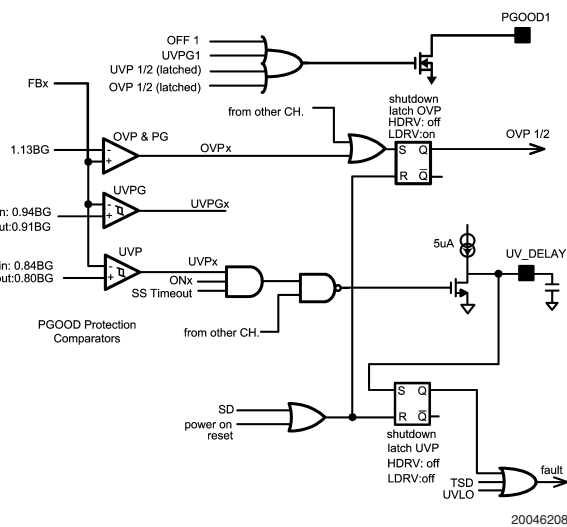 PGOOD1
OFF 1
UVPG1
UVP 1/2 (latched)
OVP 1/2 (latched)
FBx
from other CH.
shutdown
latch OVP
HDRV: off
LDRV:on
OVP & PG
1.13BG
-
+
OVPx
S Q
R Q
OVP 1/2
UVPG
n: 0.94BG
ut:0.91BG
-
+
UVPGx
5uA
UV_DELAY
UVP
in: 0.84BG
out:0.80BG
-
+
UVPx
ONx
SS Timeout
PGOOD Protection
Comparators
from other CH.
SD
power on
reset
S Q
R Q
shutdown
latch UVP
HDRV: off
LDRV:off
TSD
UVLO
fault
20046208